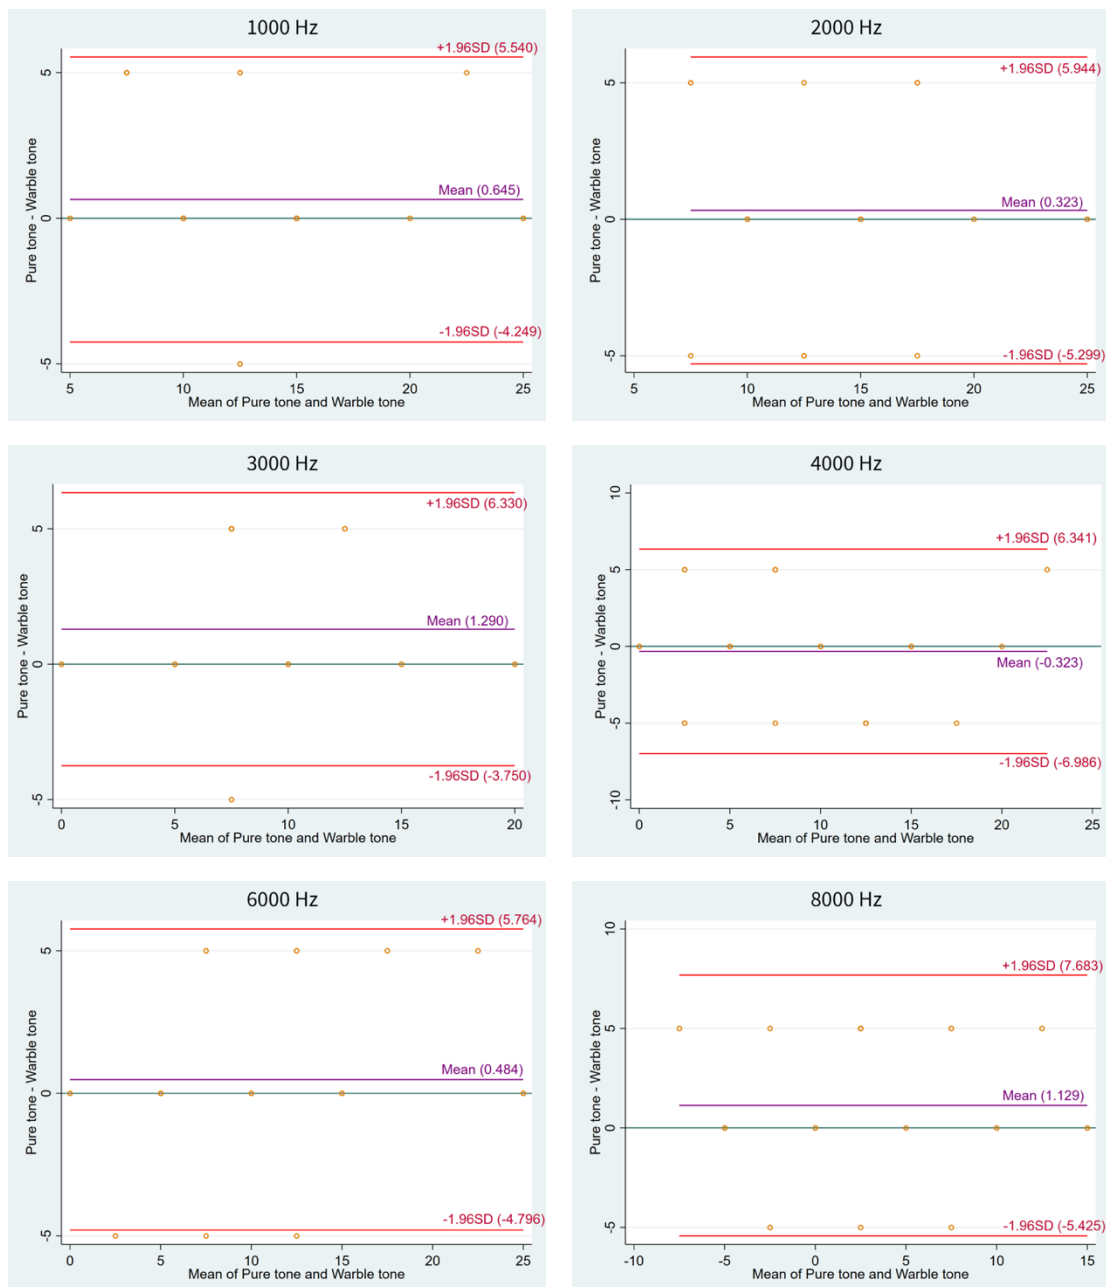 1000 Hz
+1.96SD (5.540)
5
Mean (0.645)
0
-1.96SD (-4.249)
-5
Pure tone - Warble tone
5 10 15 20 25
Mean of Pure tone and Warble tone
2000 Hz
+1.96SD (5.944)
5
Mean (0.323)
0
-1.96SD (-5.299)
-5
Pure tone - Warble tone
5 10 15 20 25
Mean of Pure tone and Warble tone
3000 Hz
+1.96SD (6.330)
5
Mean (1.290)
0
-1.96SD (-3.750)
-5
Pure tone - Warble tone
0 5 10 15 20
Mean of Pure tone and Warble tone
4000 Hz
10
+1.96SD (6.341)
5
0
Mean (-0.323)
-5
-1.96SD (-6.986)
-10
Pure tone - Warble tone
0 5 10 15 20 25
Mean of Pure tone and Warble tone
6000 Hz
+1.96SD (5.764)
5
Mean (0.484)
0
-1.96SD (-4.796)
-5
Pure tone - Warble tone
0 5 10 15 20 25
Mean of Pure tone and Warble tone
8000 Hz
10
+1.96SD (7.683)
5
Mean (1.129)
0
-1.96SD (-5.425)
-5
Pure tone - Warble tone
-10 -5 0 5 10 15
Mean of Pure tone and Warble tone